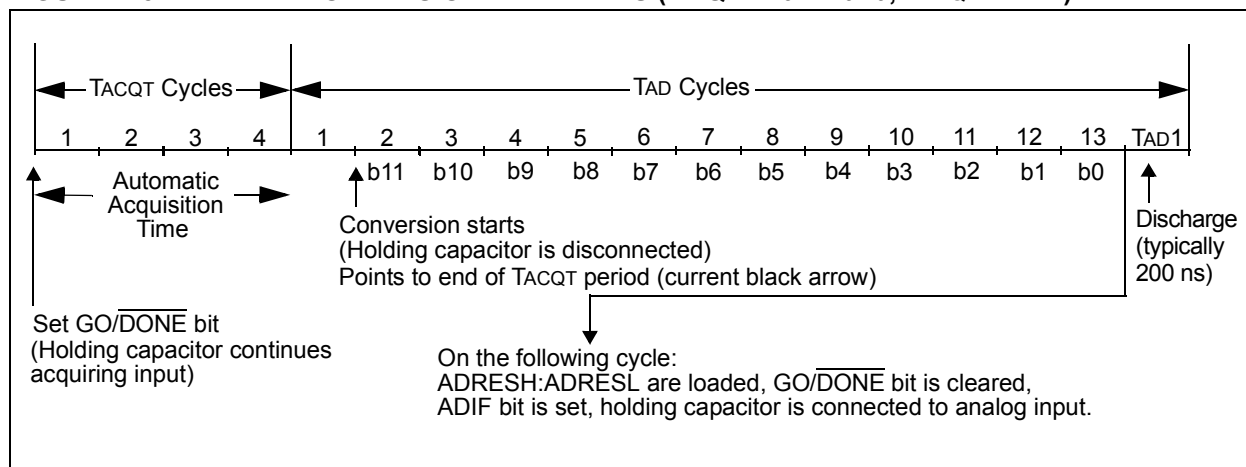 TACQT Cycles
TAD Cycles
1 2 3 4 1 2 3 4 5 6 7 8 9 10 11 12 13 TAD1
b11 b10 b9 b8 b7 b6 b5 b4 b3 b2 b1 b0
Automatic
Acquisition
Time
Conversion starts
(Holding capacitor is disconnected)
Points to end of TACQT period (current black arrow)
Discharge
(typically
200 ns)
Set GO/DONE bit
(Holding capacitor continues
acquiring input)
On the following cycle:
ADRESH:ADRESL are loaded, GO/DONE bit is cleared,
ADIF bit is set, holding capacitor is connected to analog input.